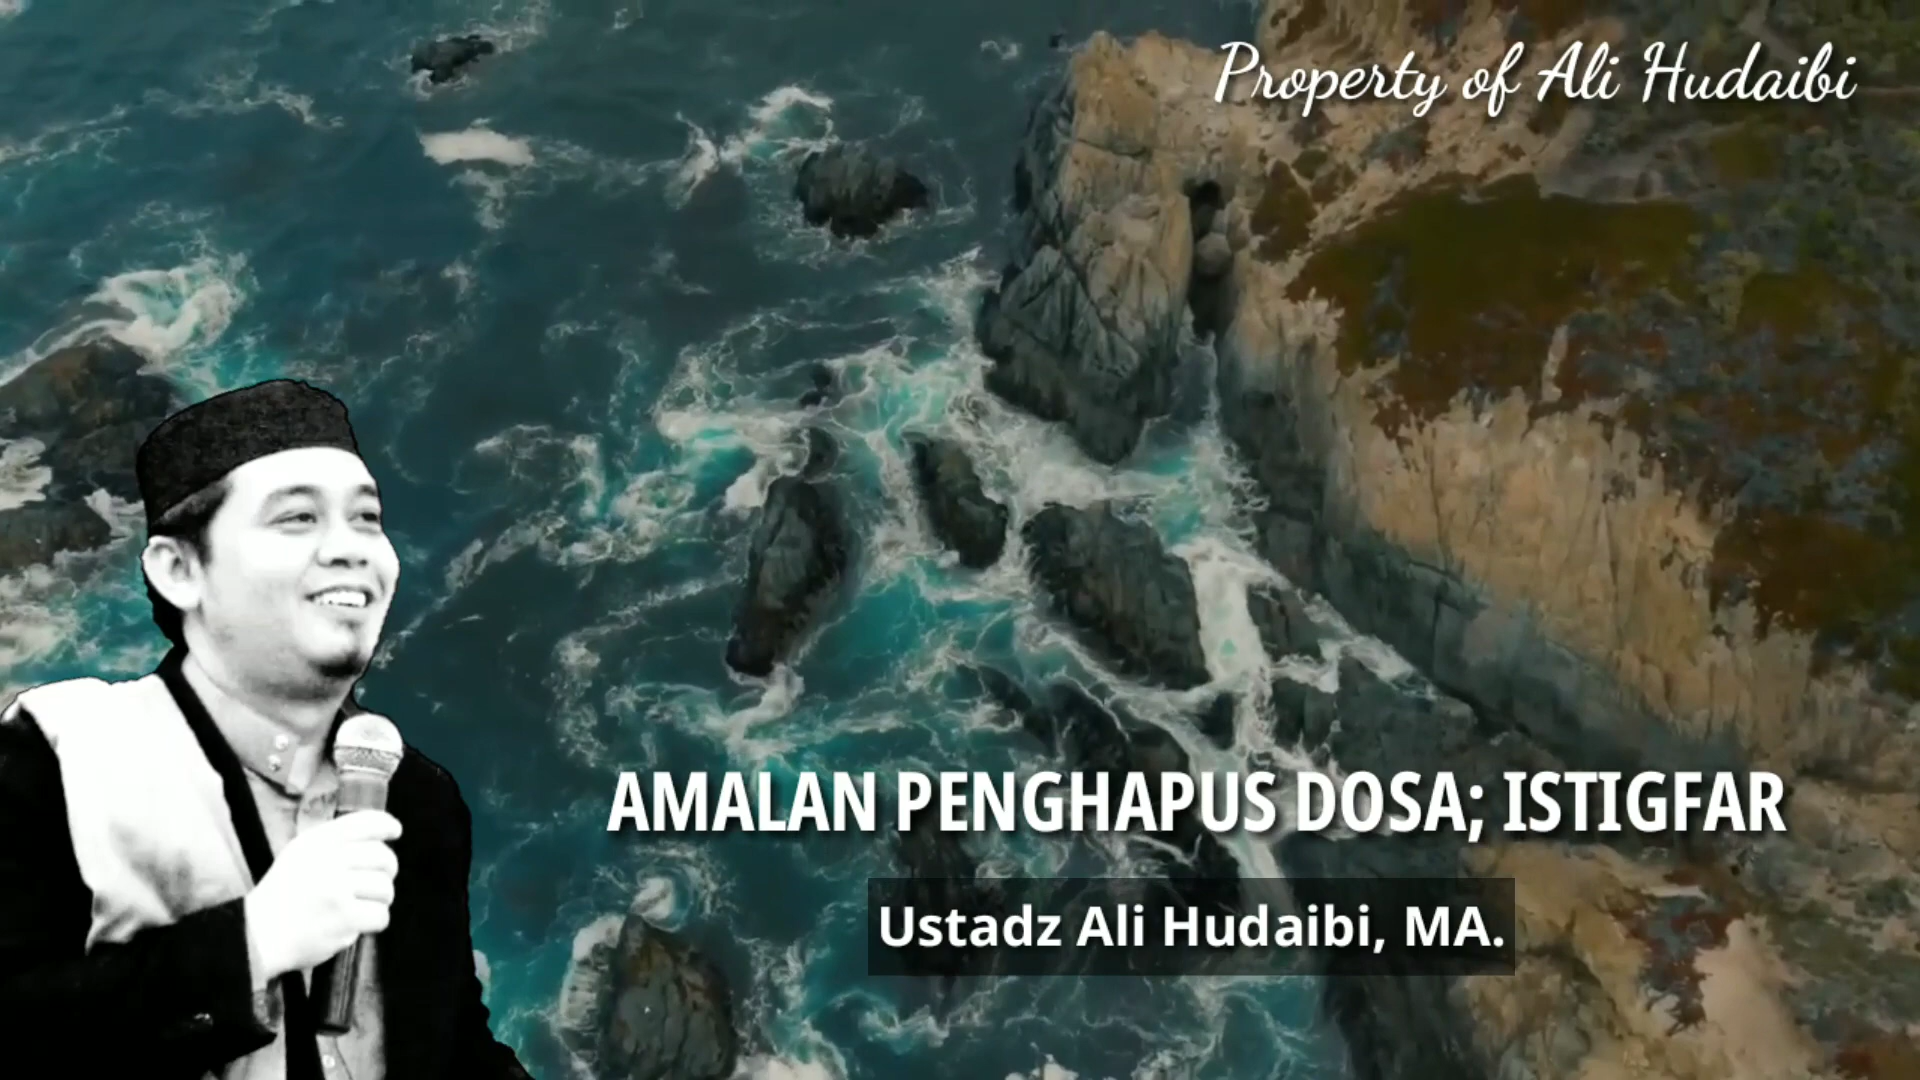 Property of Ali Hudaibi
AMALAN PENGHAPUS DOSA; ISTIGFAR
Ustadz Ali Hudaibi, MA.